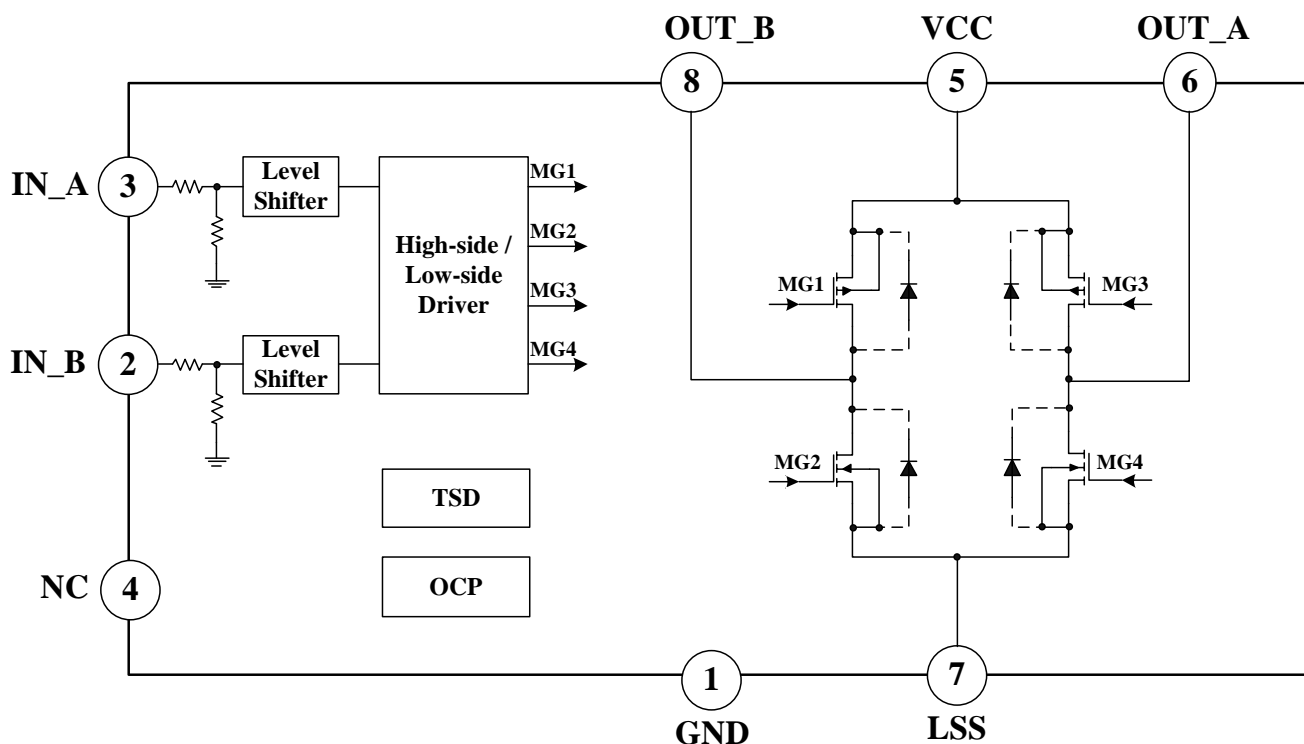 OUT_B
VCC
OUT_A
8
5
6
IN_A
3
Level
Shifter
High-side /
Low-side
Driver
MG1
MG2
MG3
MG4
IN_B
2
Level
Shifter
MG1
MG3
MG2
MG4
TSD
OCP
NC
4
1
GND
7
LSS